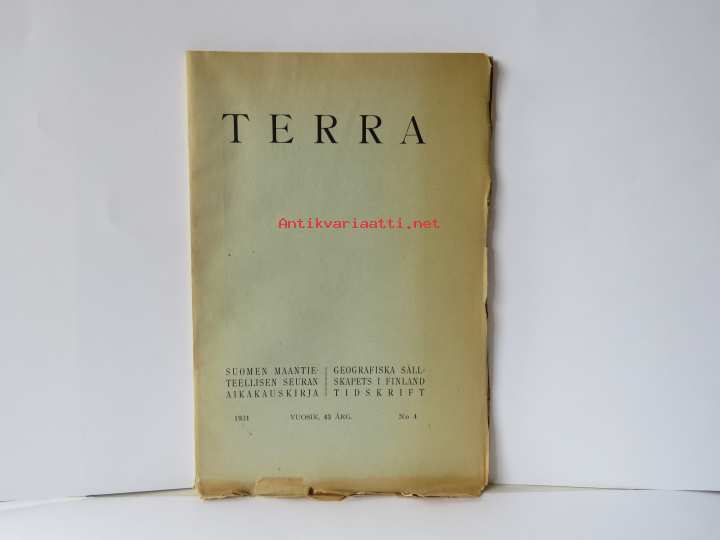 TERRA
Antikvariaatti.net
SUOMEN MAANTIE-
TEELLISEN SEURAN
AIKAKAUSKIRJA
GEOGRAFISKA SÄLL-
SKAPETS I FINLAND
TIDSKRIFT
1931 VUOSIK. 43 ÅRG. No 4